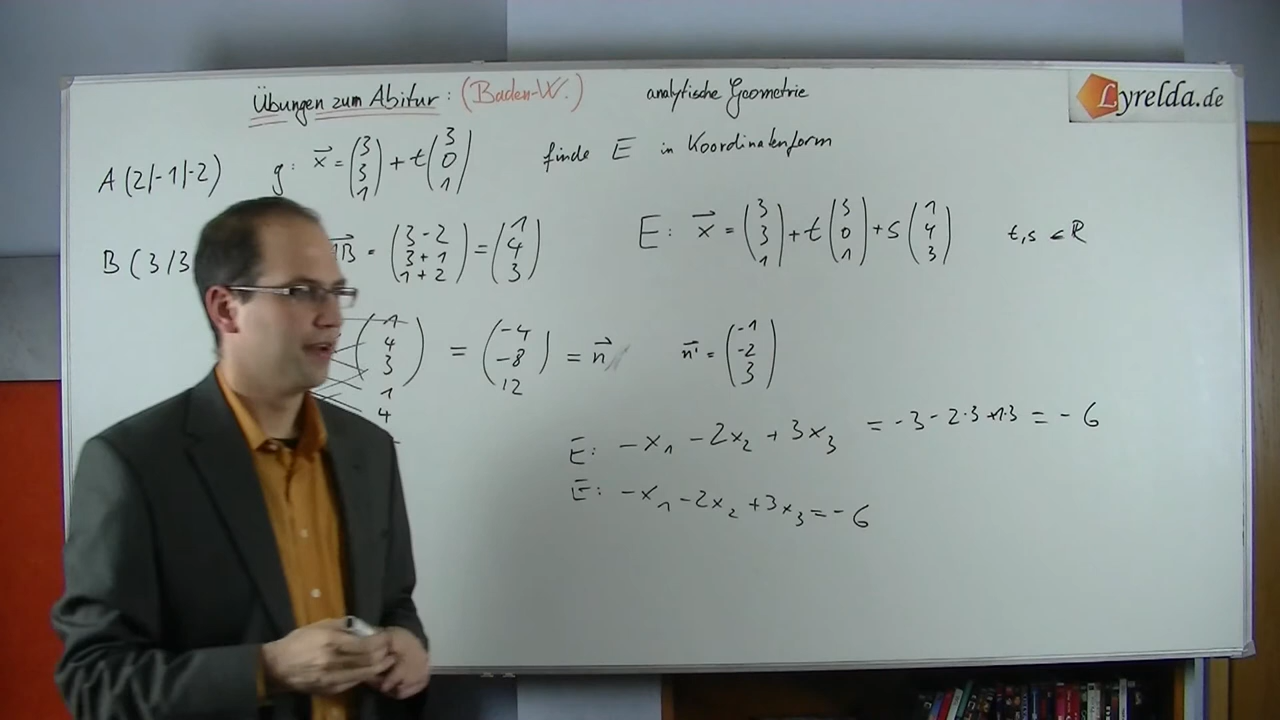 Übungen zum Abitur: (Baden-W.) analytische Geometrie
Lyrelda.de
A(2|-1|-2) g: x⃗ = (3 3 1) + t (3 0 1) finde E in Koordinatenform
B(3/3 AB = (3-2 3+1 1+2) = (1 4 3) E: x⃗ = (3 3 1) + t (3 0 1) + s (1 4 3) t,s ∈ R
(1 4 3) 1 4 = (-4 -8 12) = n⃗ n⃗' = (-1 -2 3)
E: -x₁ - 2x₂ + 3x₃ = -3 - 2·3 + 1·3 = -6
E: -x₁ - 2x₂ + 3x₃ = -6